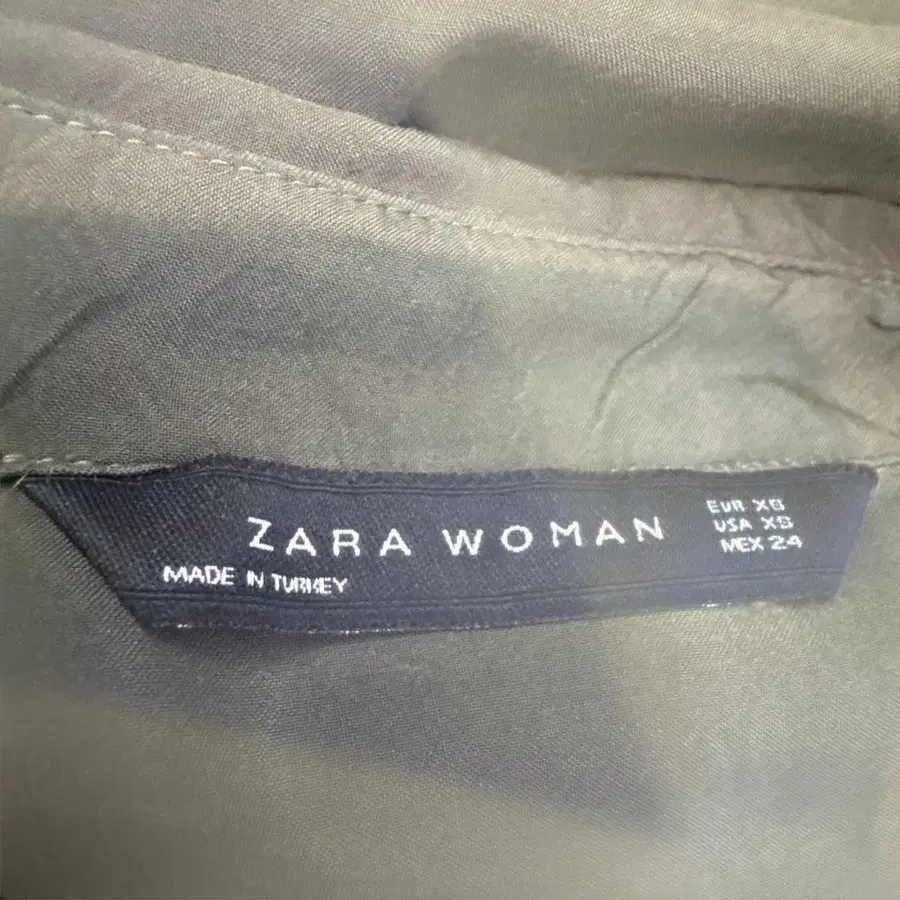 ZARA WOMAN
MADE IN TURKEY
EUR XS
USA XS
MEX 24